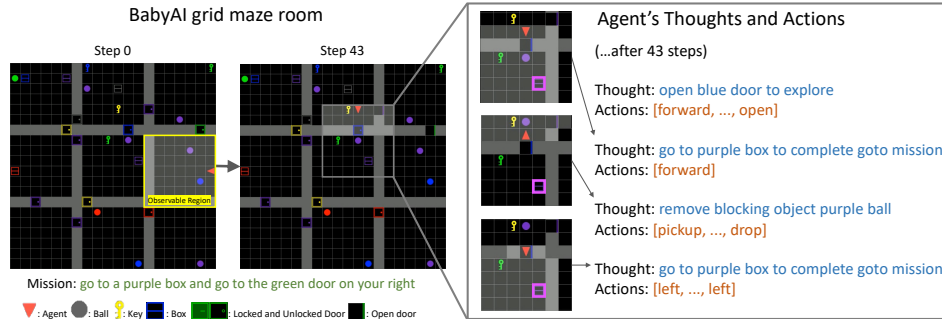 BabyAI grid maze room
Step 0
Step 43
Observable Region
Mission: go to a purple box and go to the green door on your right
: Agent : Ball : Key : Box : Locked and Unlocked Door : Open door
Agent's Thoughts and Actions
(...after 43 steps)
Thought: open blue door to explore
Actions: [forward, ..., open]
Thought: go to purple box to complete goto mission
Actions: [forward]
Thought: remove blocking object purple ball
Actions: [pickup, ..., drop]
Thought: go to purple box to complete goto mission
Actions: [left, ..., left]